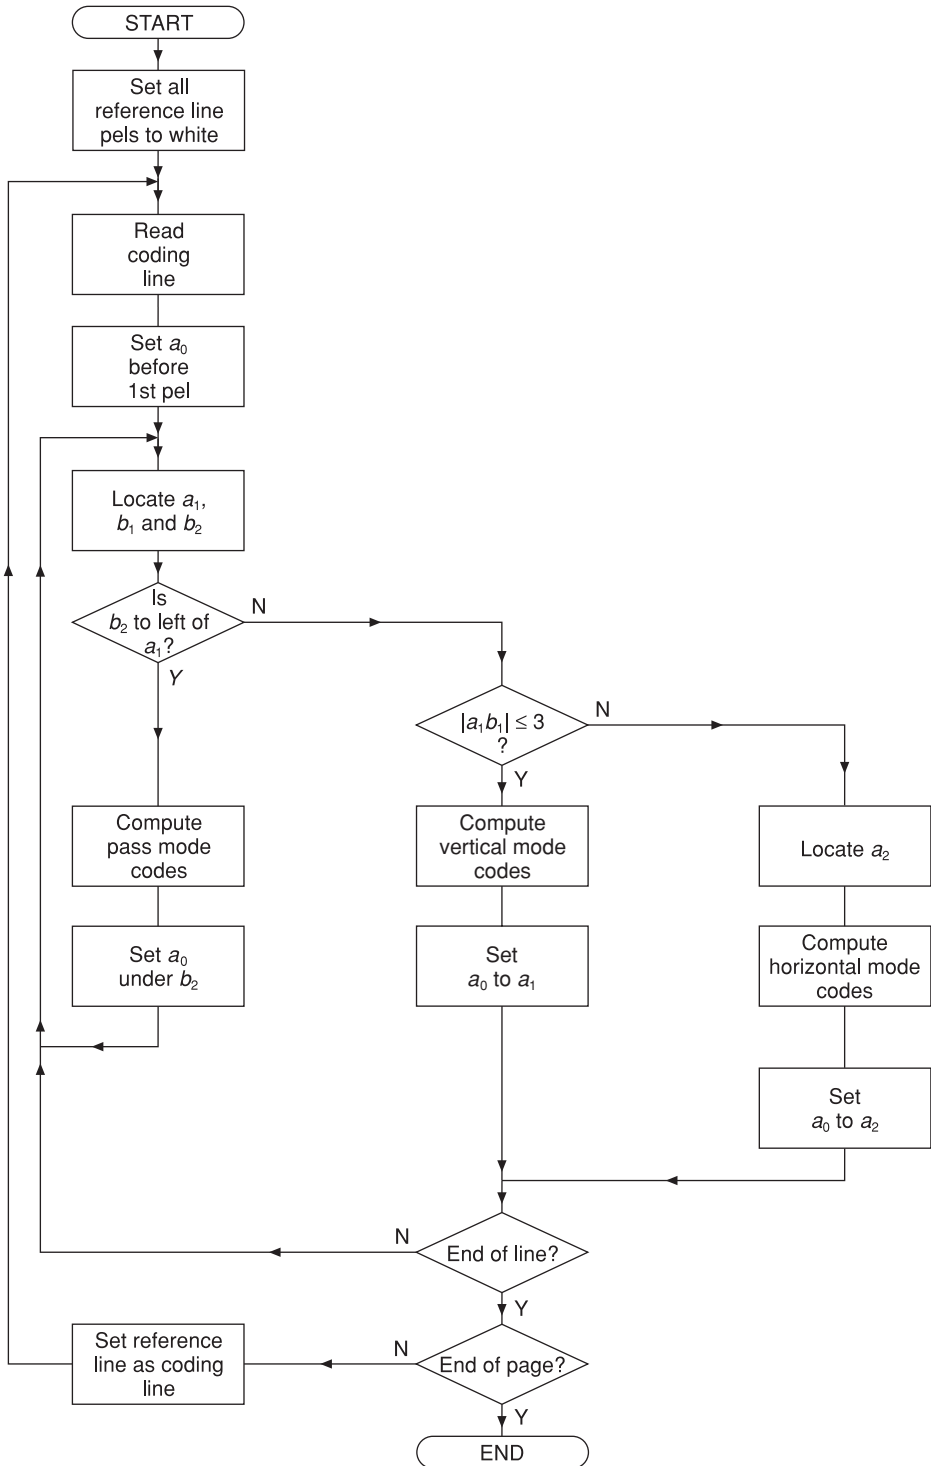 START
Set all
reference line
pels to white
Read
coding
line
Set a₀
before
1st pel
Locate a₁,
b₁ and b₂
Is
b₂ to left of
a₁?
N
Y
|a₁b₁| ≤ 3
?
N
Y
Compute
pass mode
codes
Compute
vertical mode
codes
Locate a₂
Set a₀
under b₂
Set
a₀ to a₁
Compute
horizontal mode
codes
Set
a₀ to a₂
End of line?
N
Y
Set reference
line as coding
line
N
End of page?
Y
END